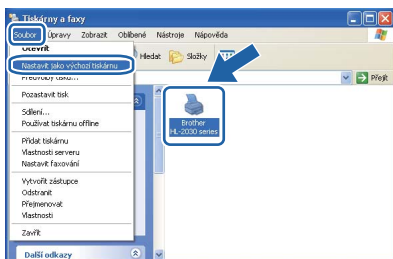 Tiskárny a faxy
Soubor Úpravy Zobrazit Oblíbené Nástroje Nápověda
Otevřít
Hledat Složky
Nastavit jako výchozí tiskárnu
Předvolby tisku...
Přejít
Pozastavit tisk
Sdílení...
Používat tiskárnu offline
Brother
HL-2030 series
Přidat tiskárnu
Vlastnosti serveru
Nastavit faxování
Vytvořit zástupce
Odstranit
Přejmenovat
Vlastnosti
Zavřít
Další odkazy